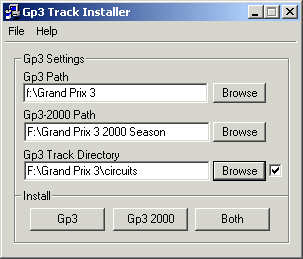 Gp3 Track Installer
File Help
Gp3 Settings
Gp3 Path
f:\Grand Prix 3 Browse
Gp3-2000 Path
F:\Grand Prix 3 2000 Season Browse
Gp3 Track Directory
F:\Grand Prix 3\circuits Browse
Install
Gp3 Gp3 2000 Both